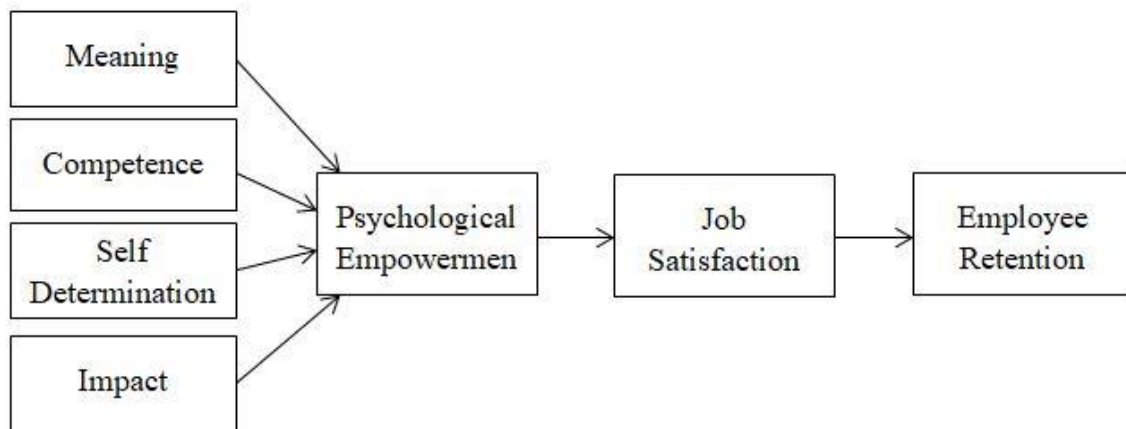 Meaning
Competence
Self
Determination
Impact
Psychological
Empowermen
Job
Satisfaction
Employee
Retention